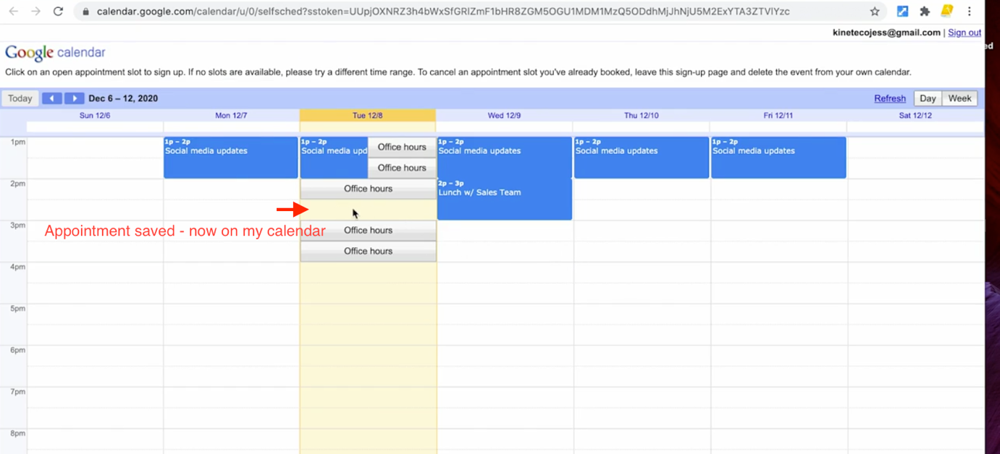 calendar.google.com/calendar/u/0/selfsched?sstoken=UUpjOXNRZ3h4bWxSfGRlZmF1bHR8ZGM5OGU1MDM1MzQ5ODdhMjJhNjU5M2ExYTA3ZTVlYzc
kinetecojess@gmail.com | Sign out
ed
Google calendar
Click on an open appointment slot to sign up. If no slots are available, please try a different time range. To cancel an appointment slot you've already booked, leave this sign-up page and delete the event from your own calendar.
Today Dec 6 – 12, 2020 Refresh Day Week
Sun 12/6 Mon 12/7 Tue 12/8 Wed 12/9 Thu 12/10 Fri 12/11 Sat 12/12
1pm 1p – 2p 1p – 2p Office hours 1p – 2p 1p – 2p 1p – 2p
Social media updates Social media upd Social media updates Social media updates Social media updates
Office hours
2pm Office hours 2p – 3p
Lunch w/ Sales Team
3pm Office hours
Appointment saved - now on my calendar
Office hours
4pm
5pm
6pm
7pm
8pm